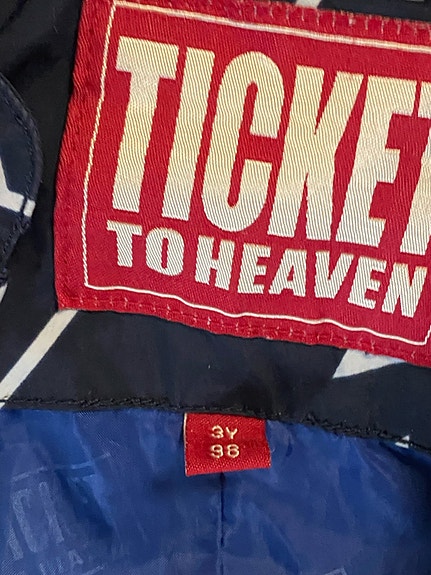 TICKET
TO HEAVEN
3Y
98